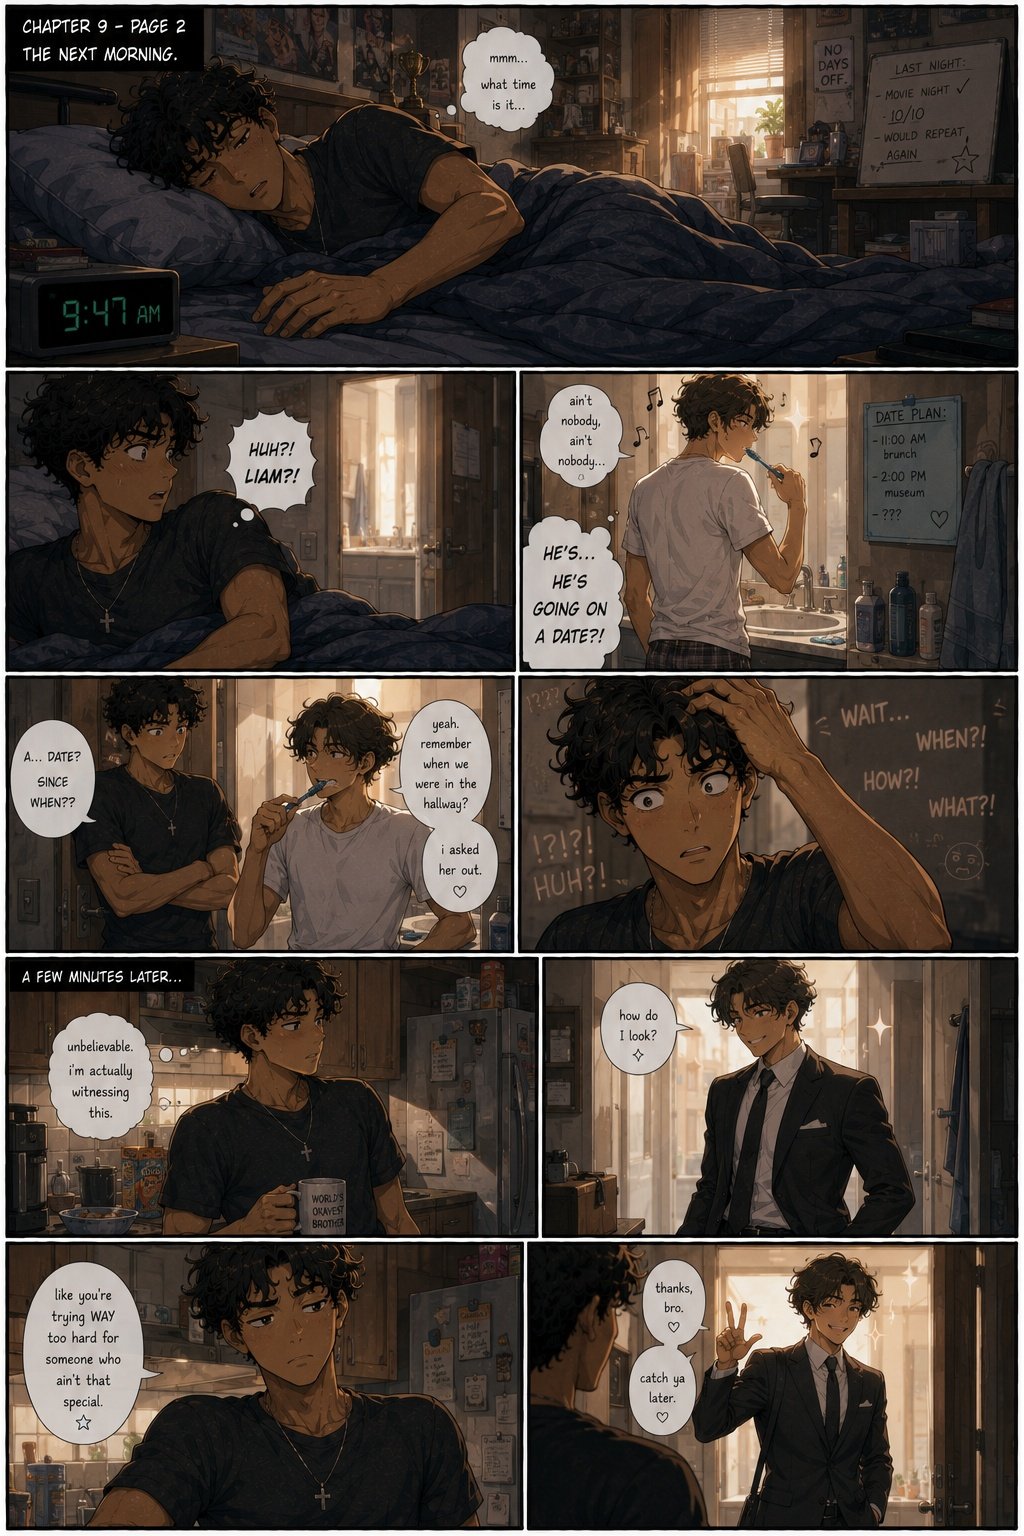 CHAPTER 9 – PAGE 2
THE NEXT MORNING.
mmm...
what time
is it...
NO
DAYS
OFF.
LAST NIGHT:
- MOVIE NIGHT ✓
- 10/10
- WOULD REPEAT
AGAIN
9:47 AM
HUH?!
LIAM?!
ain't
nobody,
ain't
nobody...
DATE PLAN:
- 11:00 AM
brunch
- 2:00 PM
museum
- ???
HE'S...
HE'S
GOING ON
A DATE?!
A... DATE?
SINCE
WHEN??
yeah.
remember
when we
were in the
hallway?
i asked
her out.
♡
!?!??
WAIT...
WHEN?!
HOW?!
WHAT?!
!?!?!
HUH?!
A FEW MINUTES LATER...
unbelievable.
i'm actually
witnessing
this.
WORLD'S
OKAYEST
BROTHER
how do
I look?
like you're
trying WAY
too hard for
someone who
ain't that
special.
☆
thanks,
bro.
♡
catch ya
later.
♡